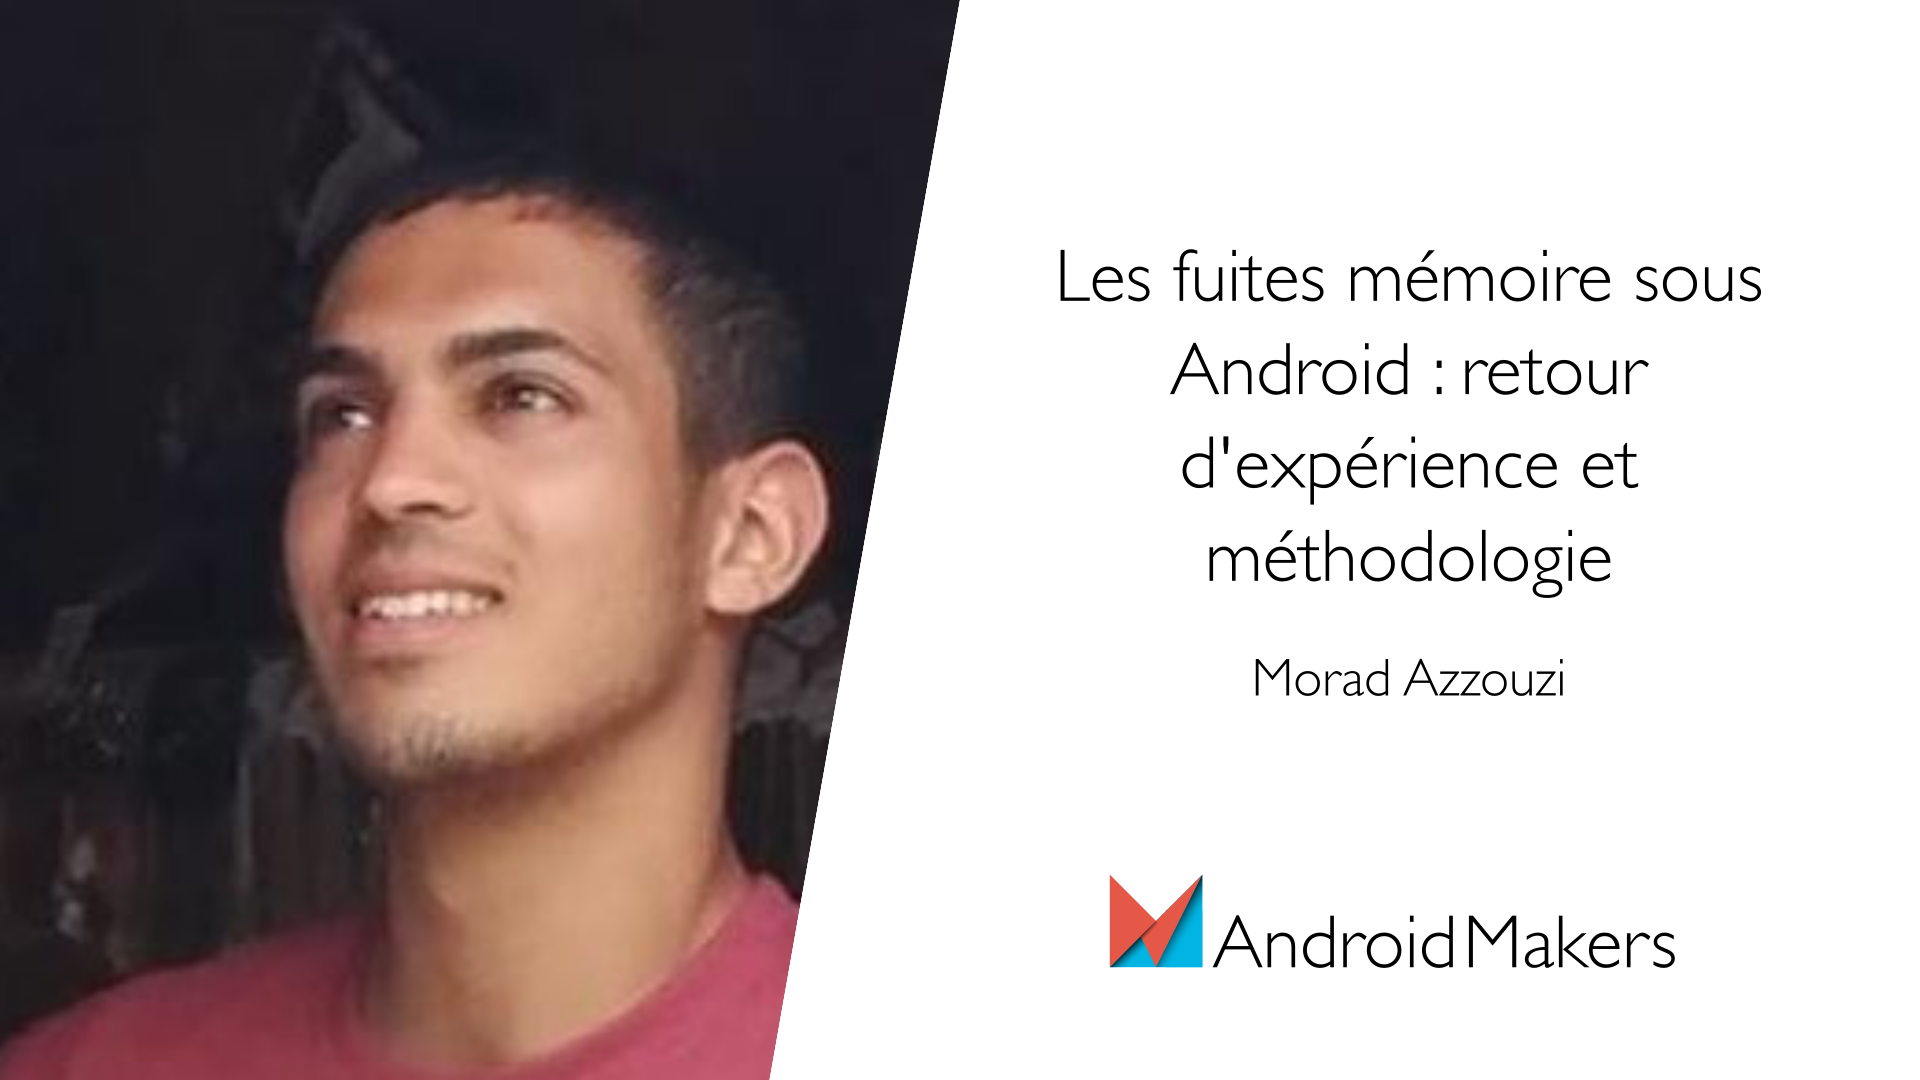 Les fuites mémoire sous
Android : retour
d'expérience et
méthodologie
Morad Azzouzi
AndroidMakers